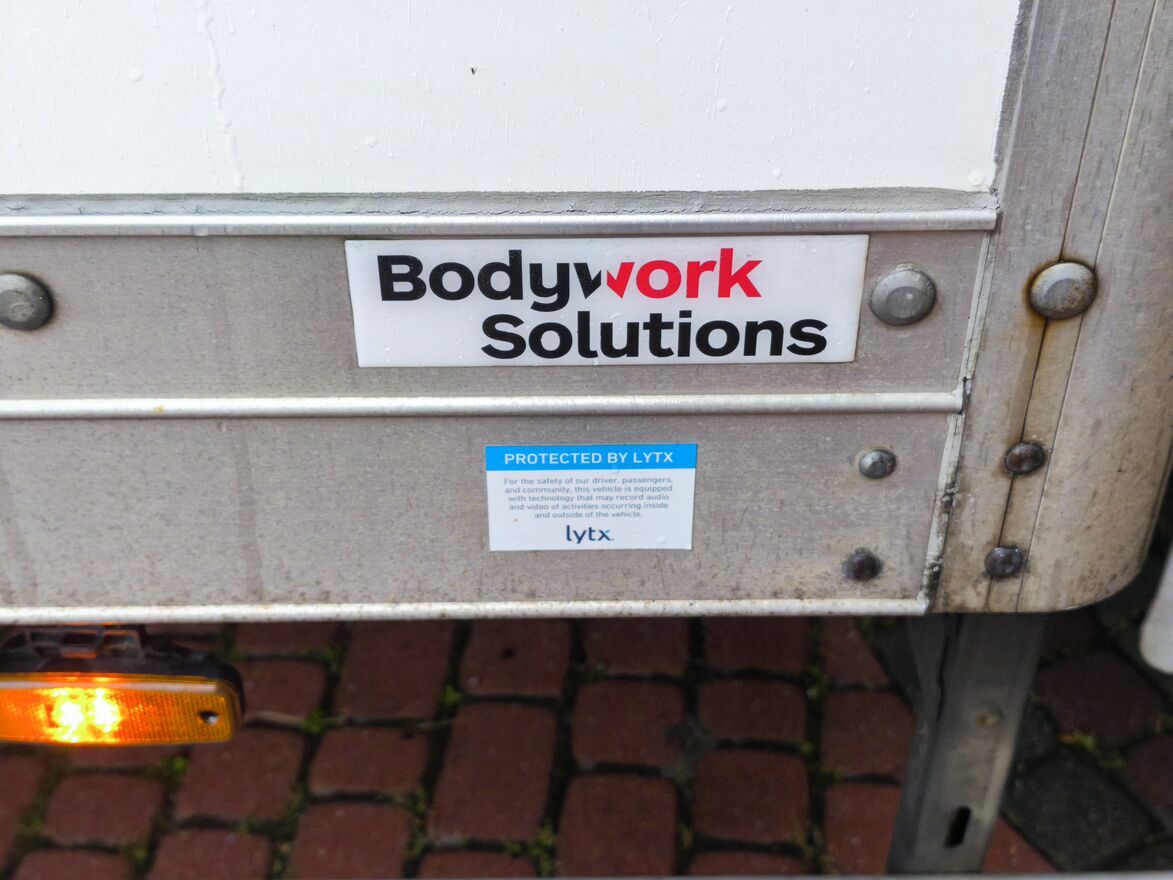 Bodywork
Solutions
PROTECTED BY LYTX
For the safety of our driver, passengers,
and community, this vehicle is equipped
with technology that may record audio
and video of activities occurring inside
and outside of the vehicle.
lytx